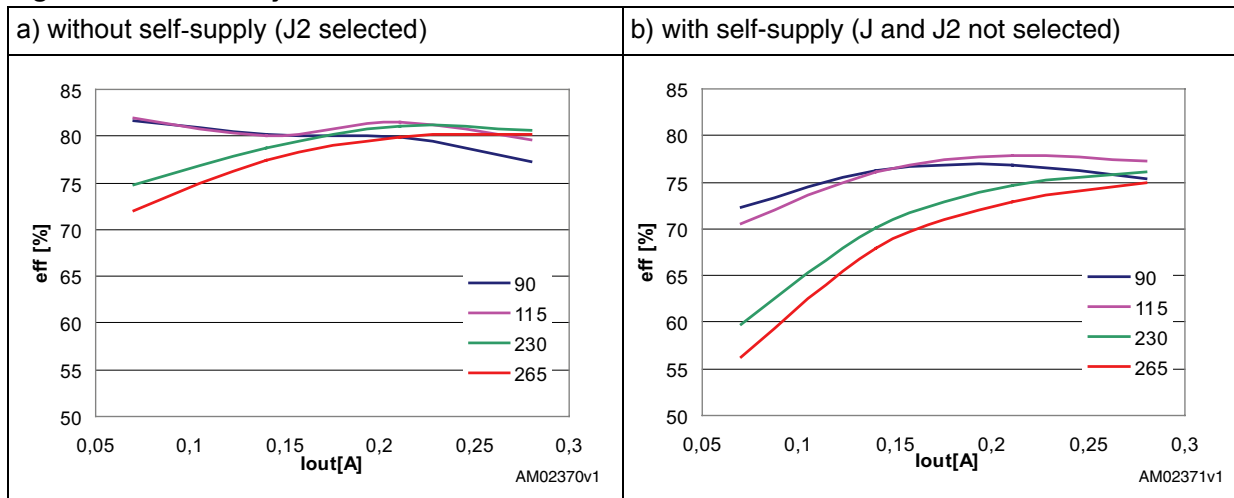 a) without self-supply (J2 selected)
85
80
75
70
65
60
55
50
eff [%]
90
115
230
265
0,05 0,1 0,15 0,2 0,25 0,3
Iout[A]
AM02370v1
b) with self-supply (J and J2 not selected)
85
80
75
70
65
60
55
50
eff [%]
90
115
230
265
0,05 0,1 0,15 0,2 0,25 0,3
Iout[A]
AM02371v1